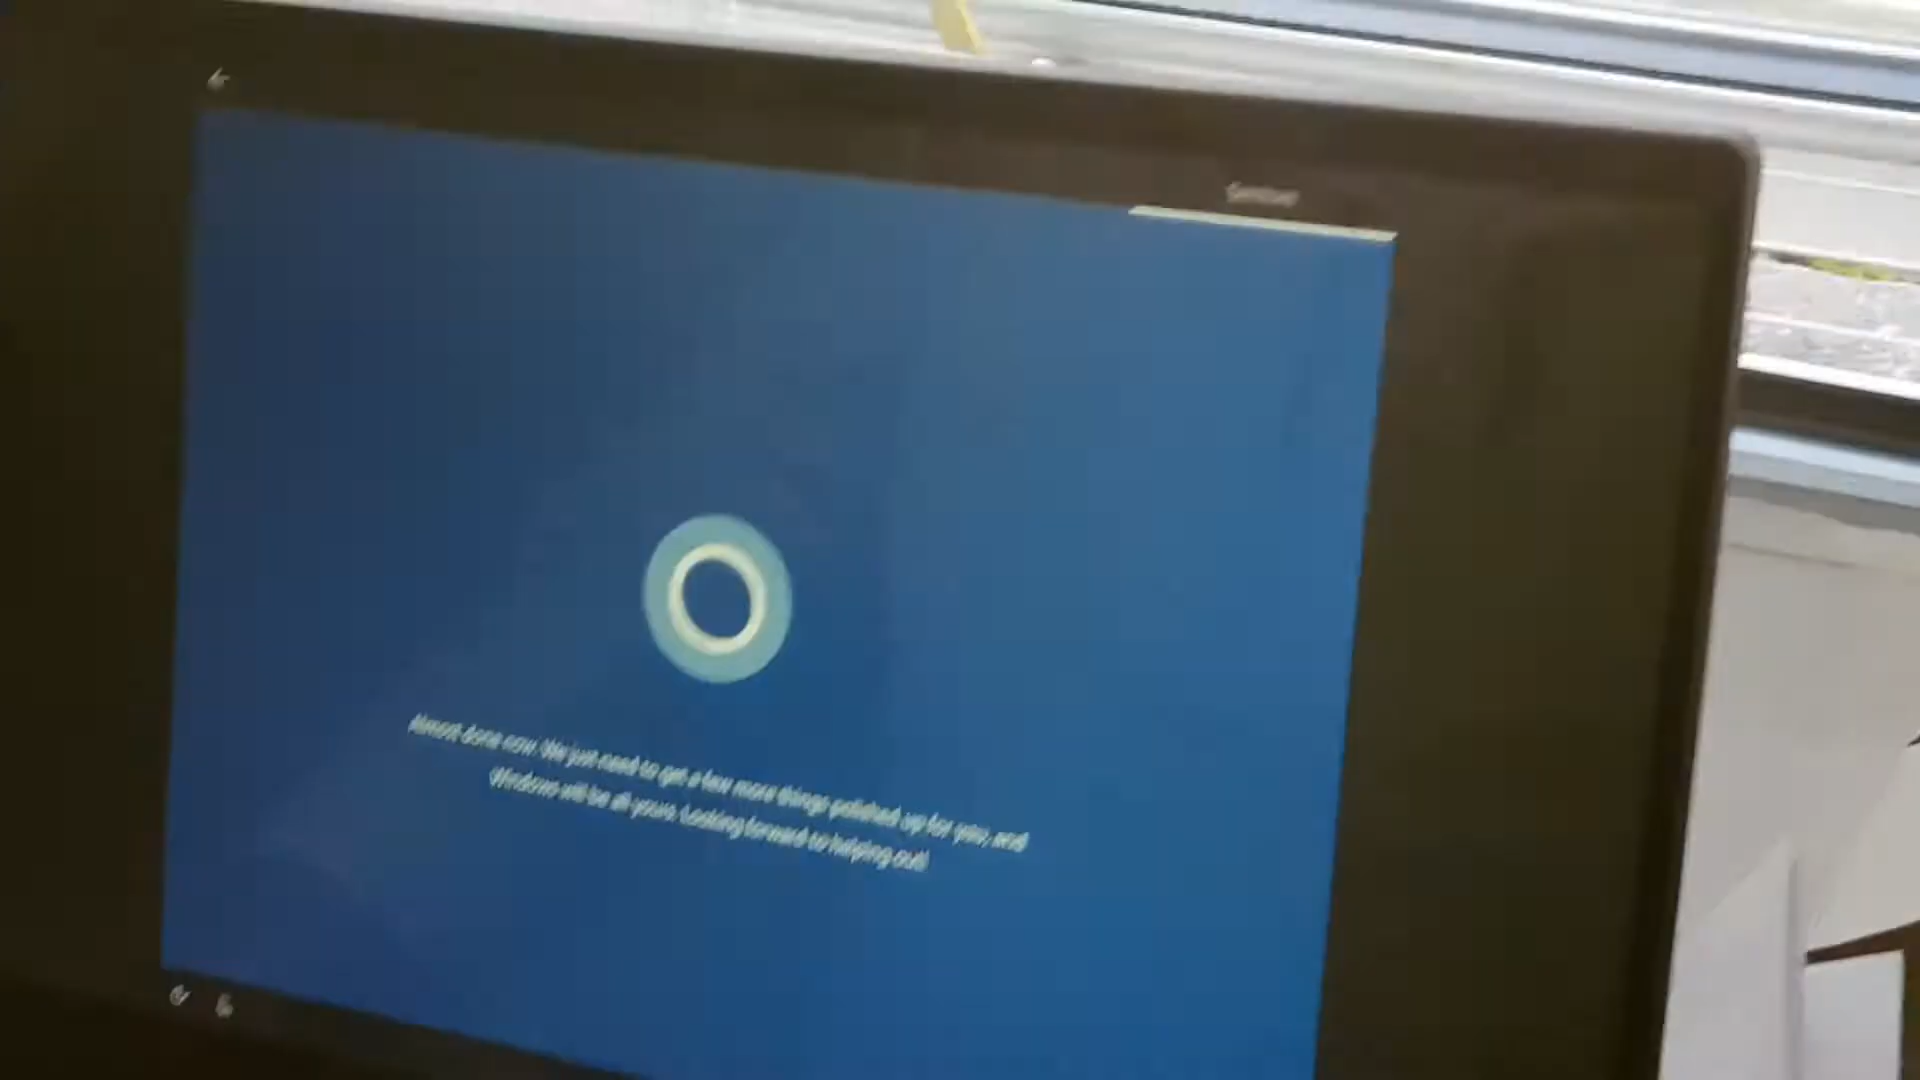 Services
Almost done now. We just need to get a few more things polished up for you, and
Windows will be all yours. Looking forward to helping out!